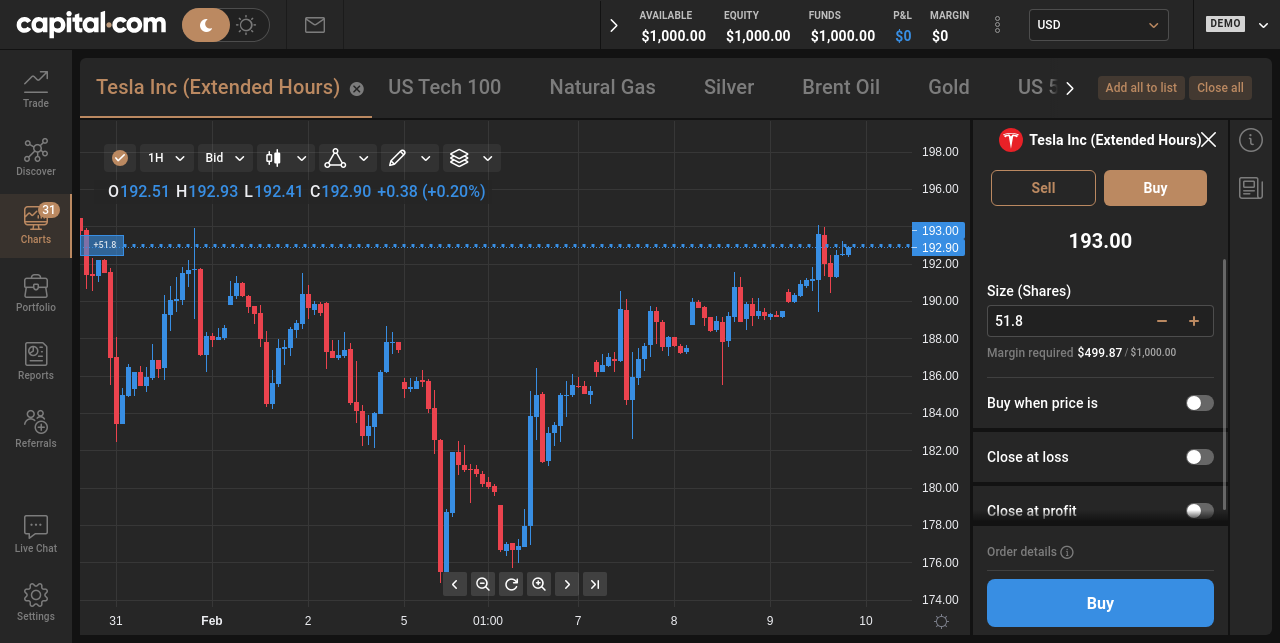 capital.com
AVAILABLE EQUITY FUNDS P&L MARGIN
$1,000.00 $1,000.00 $1,000.00 $0 $0
USD
DEMO
Trade
Discover
31
Charts
Portfolio
Reports
Referrals
Live Chat
Settings
Tesla Inc (Extended Hours) US Tech 100 Natural Gas Silver Brent Oil Gold US 5
Add all to list Close all
1H Bid
O192.51 H192.93 L192.41 C192.90 +0.38 (+0.20%)
+51.8
198.00
196.00
193.00
192.90
192.00
190.00
188.00
186.00
184.00
182.00
180.00
178.00
176.00
174.00
31 Feb 2 5 01:00 7 8 9 10
Tesla Inc (Extended Hours)
Sell Buy
193.00
Size (Shares)
51.8 − +
Margin required $499.87 / $1,000.00
Buy when price is
Close at loss
Close at profit
Order details
Buy